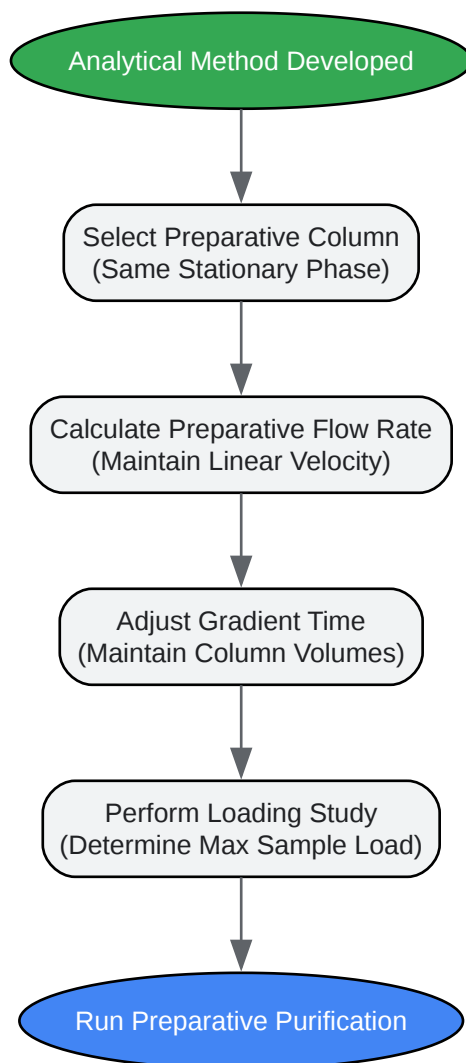 Analytical Method Developed
Select Preparative Column
(Same Stationary Phase)
Calculate Preparative Flow Rate
(Maintain Linear Velocity)
Adjust Gradient Time
(Maintain Column Volumes)
Perform Loading Study
(Determine Max Sample Load)
Run Preparative Purification